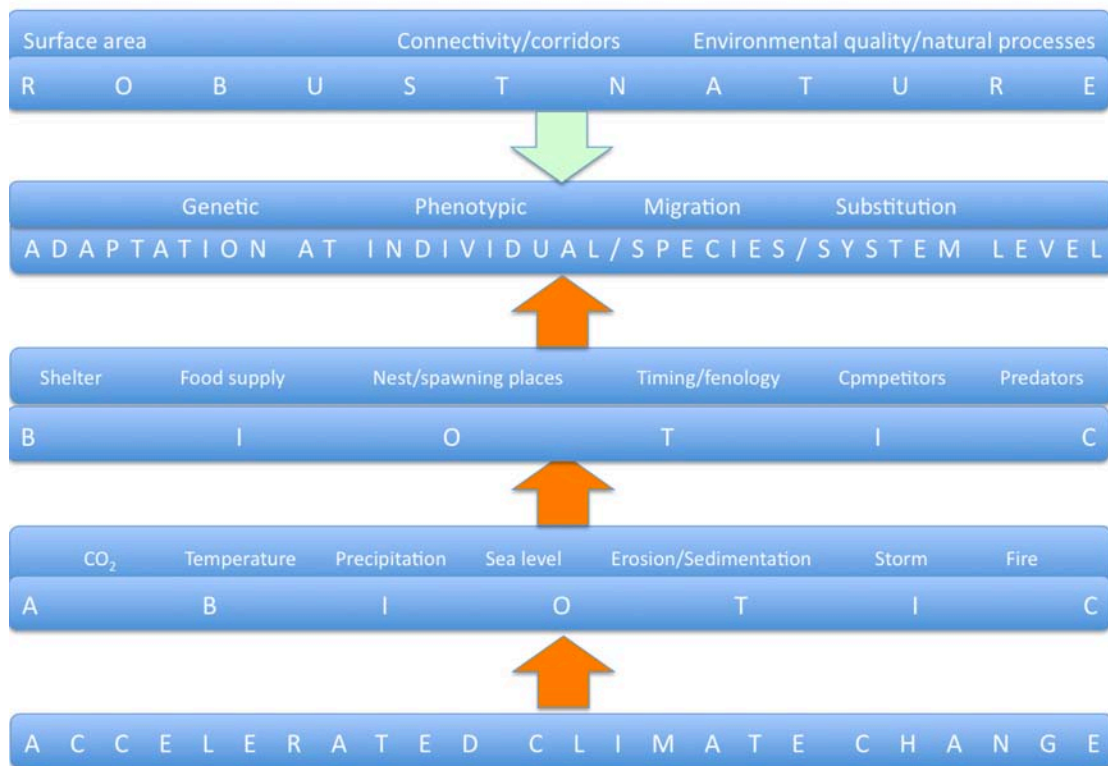 Surface area Connectivity/corridors Environmental quality/natural processes
R O B U S T N A T U R E
Genetic Phenotypic Migration Substitution
A D A P T A T I O N A T I N D I V I D U A L / S P E C I E S / S Y S T E M L E V E L
Shelter Food supply Nest/spawning places Timing/fenology Cpmpetitors Predators
B I O T I C
CO₂ Temperature Precipitation Sea level Erosion/Sedimentation Storm Fire
A B I O T I C
A C C E L E R A T E D C L I M A T E C H A N G E